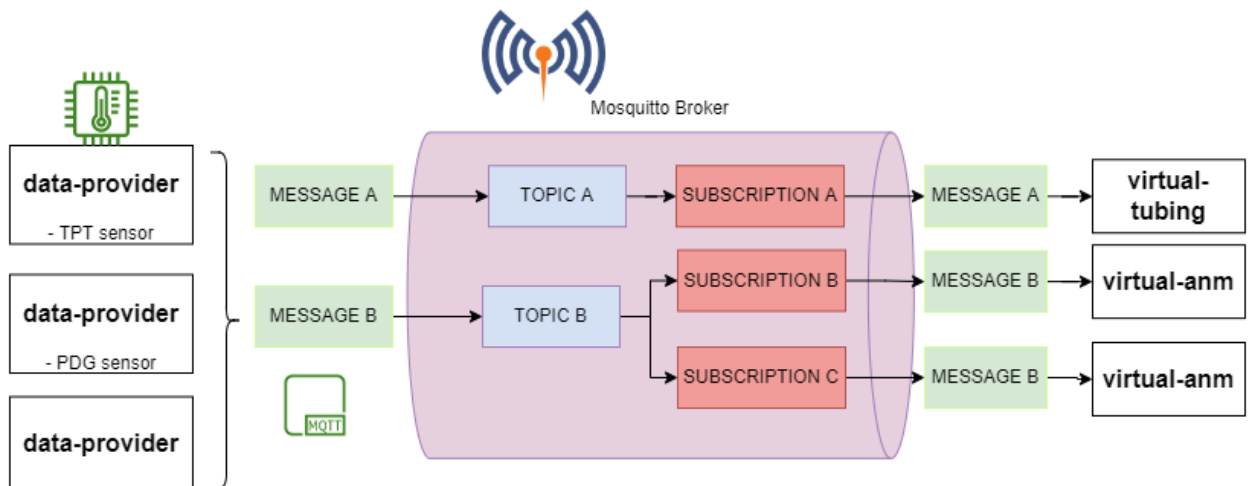 Mosquitto Broker
data-provider
- TPT sensor
data-provider
- PDG sensor
data-provider
MESSAGE A
TOPIC A
SUBSCRIPTION A
MESSAGE A
virtual-
tubing
MESSAGE B
TOPIC B
SUBSCRIPTION B
MESSAGE B
virtual-anm
SUBSCRIPTION C
MESSAGE B
virtual-anm
MQTT